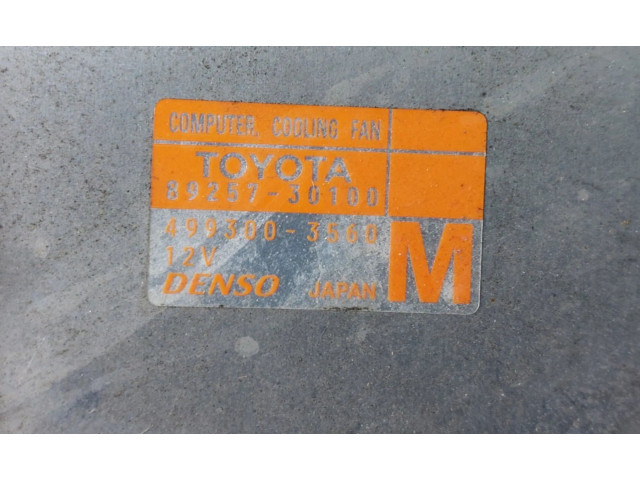 COMPUTER, COOLING FAN
TOYOTA
89257-30100
499300-3560
12V
DENSO JAPAN M